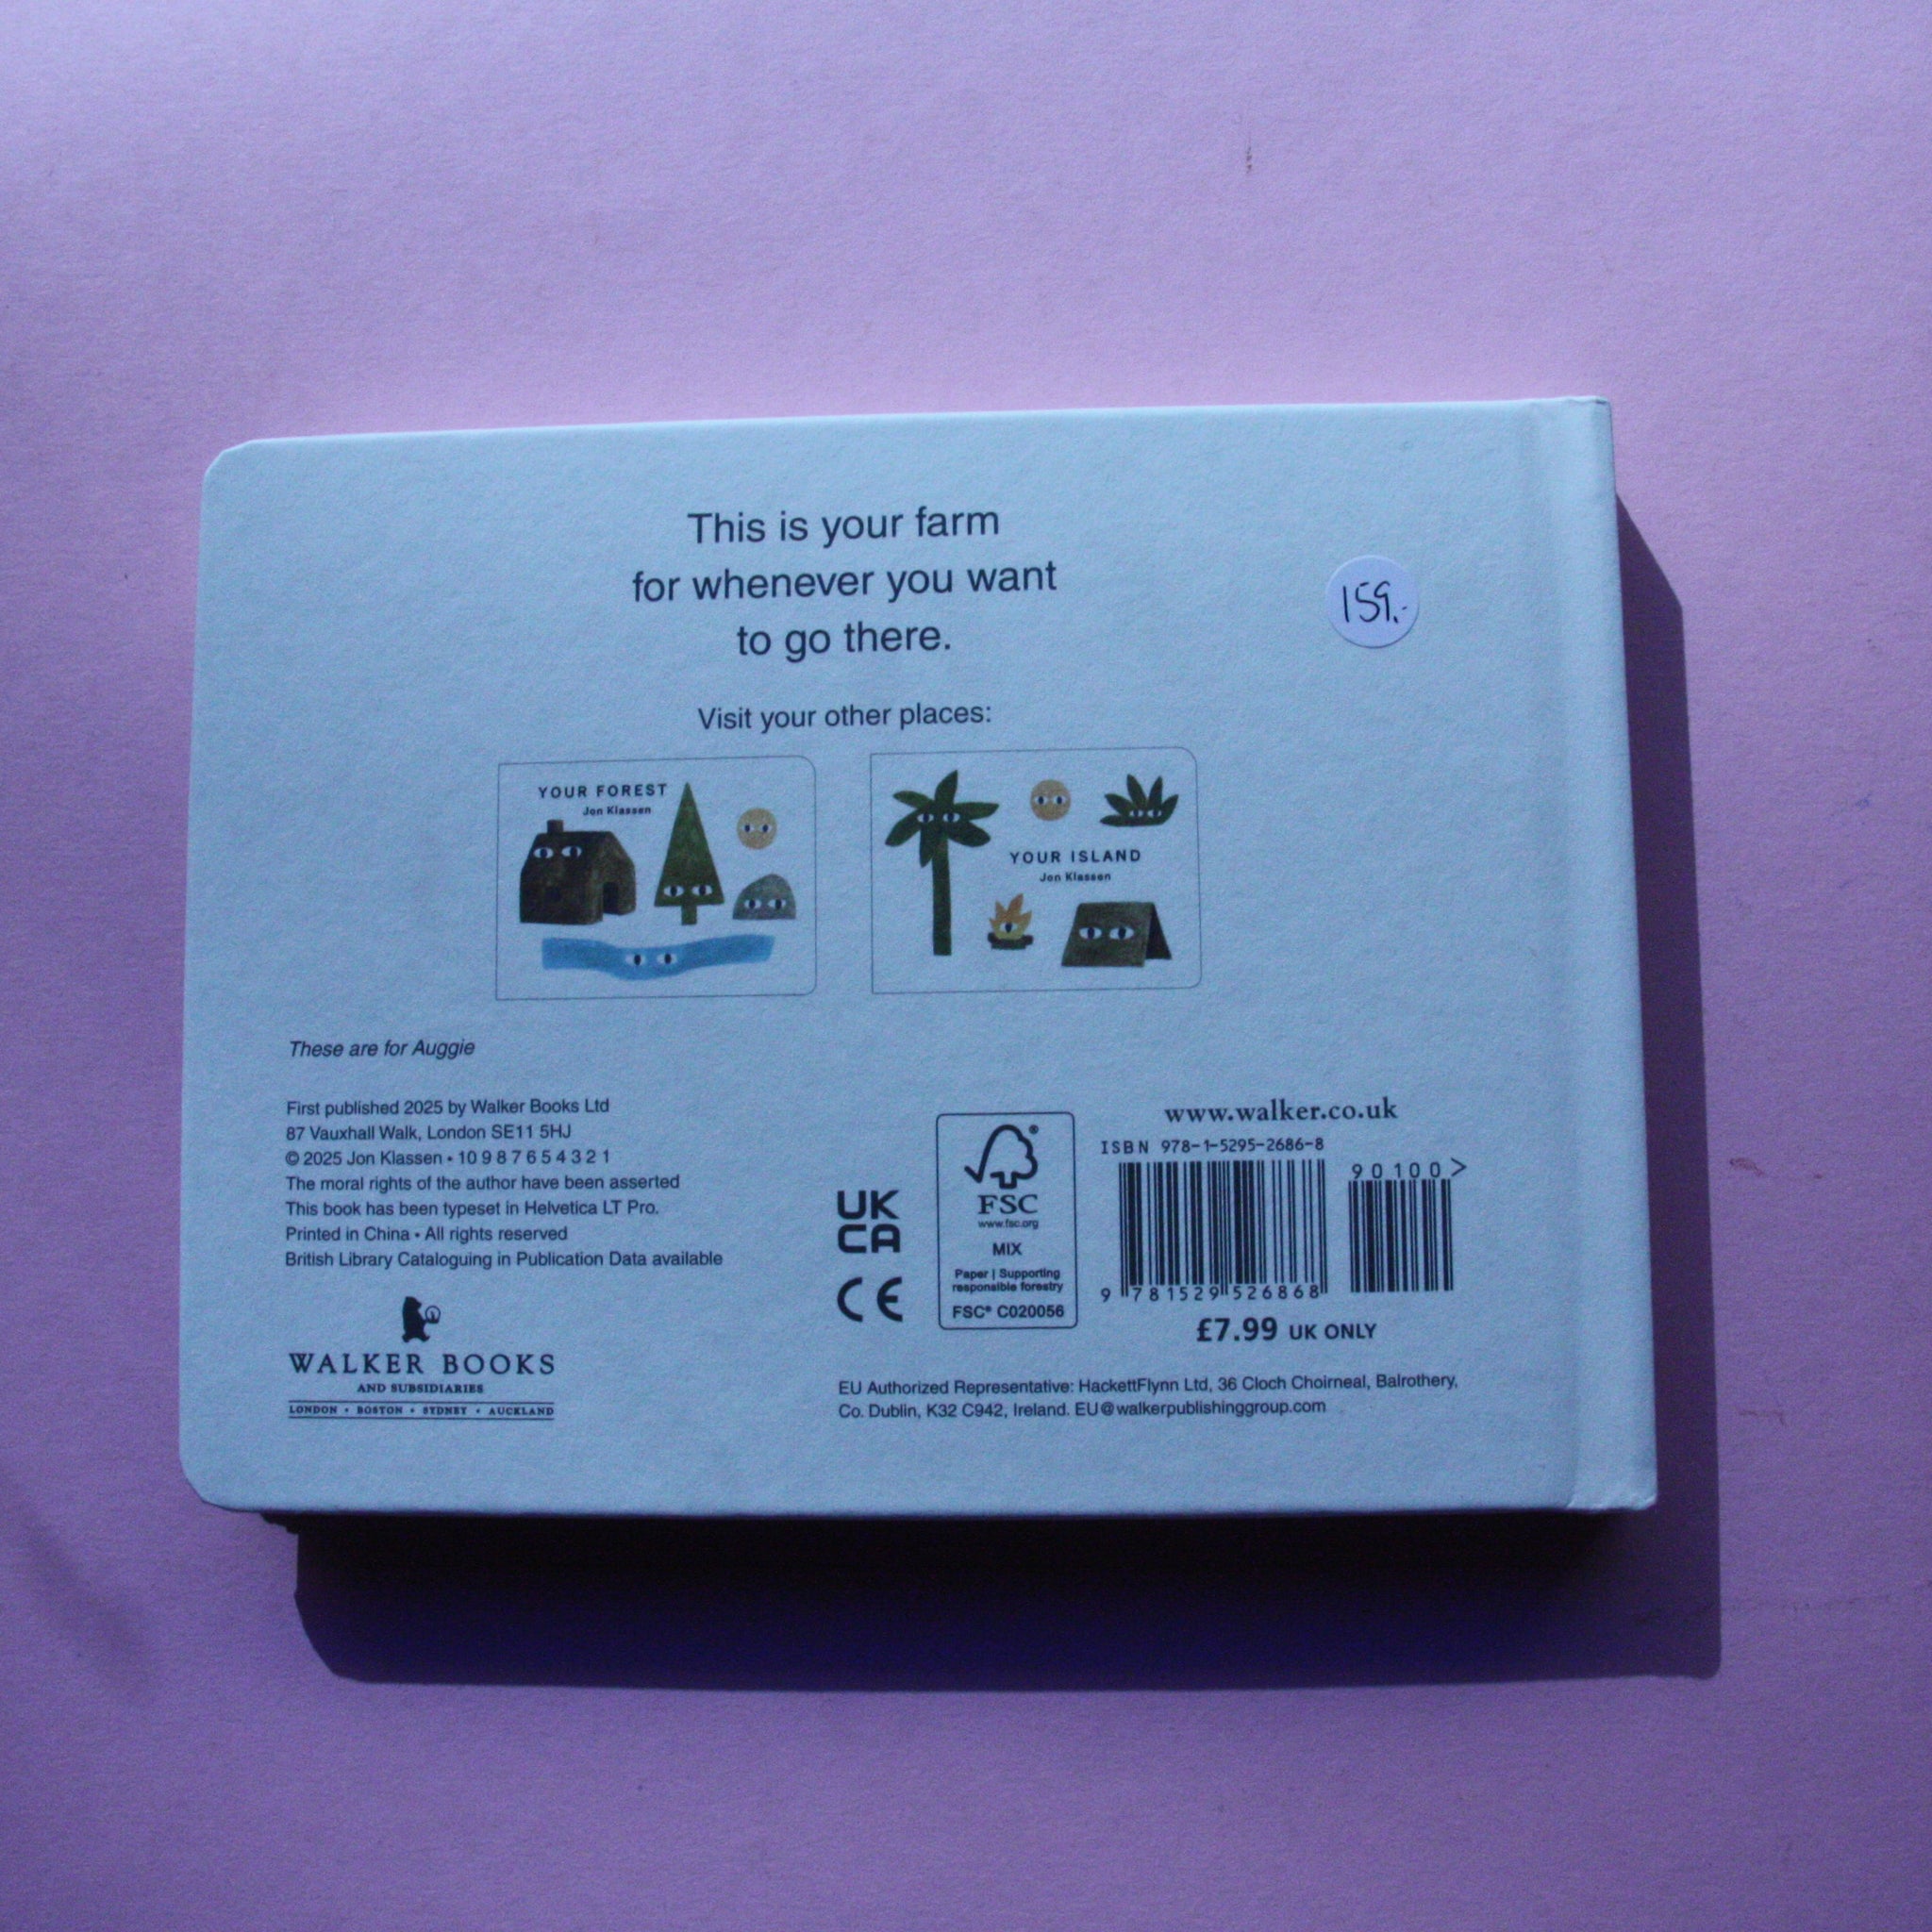 This is your farm
for whenever you want
to go there.
159.-
Visit your other places:
YOUR FOREST
Jon Klassen
YOUR ISLAND
Jon Klassen
These are for Auggie
First published 2025 by Walker Books Ltd
87 Vauxhall Walk, London SE11 5HJ
© 2025 Jon Klassen • 10 9 8 7 6 5 4 3 2 1
The moral rights of the author have been asserted
This book has been typeset in Helvetica LT Pro.
Printed in China • All rights reserved
British Library Cataloguing in Publication Data available
WALKER BOOKS
AND SUBSIDIARIES
LONDON • BOSTON • SYDNEY • AUCKLAND
UK
CA
CE
®
FSC
www.fsc.org
MIX
Paper | Supporting
responsible forestry
FSC® C020056
www.walker.co.uk
ISBN 978-1-5295-2686-8
90100>
9 781529 526868
£7.99 UK ONLY
EU Authorized Representative: HackettFlynn Ltd, 36 Cloch Choirneal, Balrothery,
Co. Dublin, K32 C942, Ireland. EU@walkerpublishinggroup.com